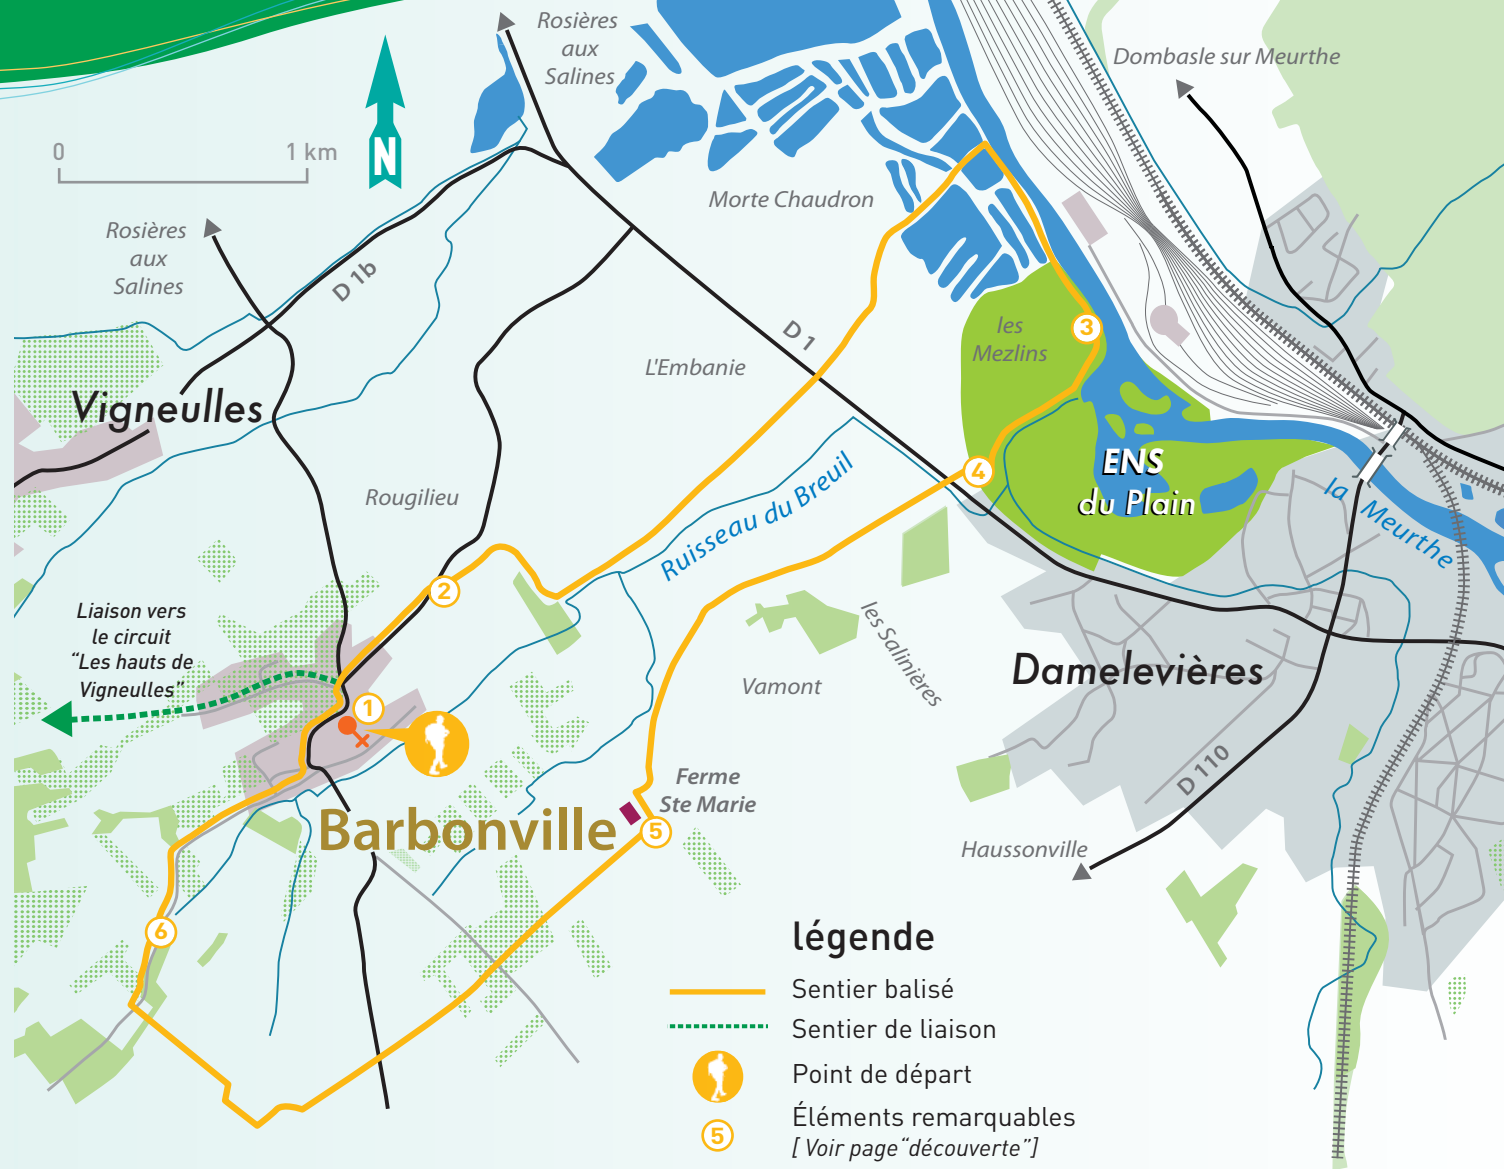 Rosières
aux
Salines
Dombasle sur Meurthe
0
1 km
N
Morte Chaudron
Rosières
aux
Salines
D 1b
D 1
les
Mezlins
3
L'Embanie
Vigneulles
Rougilieu
Ruisseau du Breuil
4
ENS
du Plain
la Meurthe
2
Liaison vers
le circuit
“Les hauts de
Vigneulles”
les Salinières
Damelevières
Vamont
1
D 110
Ferme
Ste Marie
Barbonville
5
Haussonville
6
légende
Sentier balisé
Sentier de liaison
Point de départ
Éléments remarquables
5
[ Voir page“découverte”]